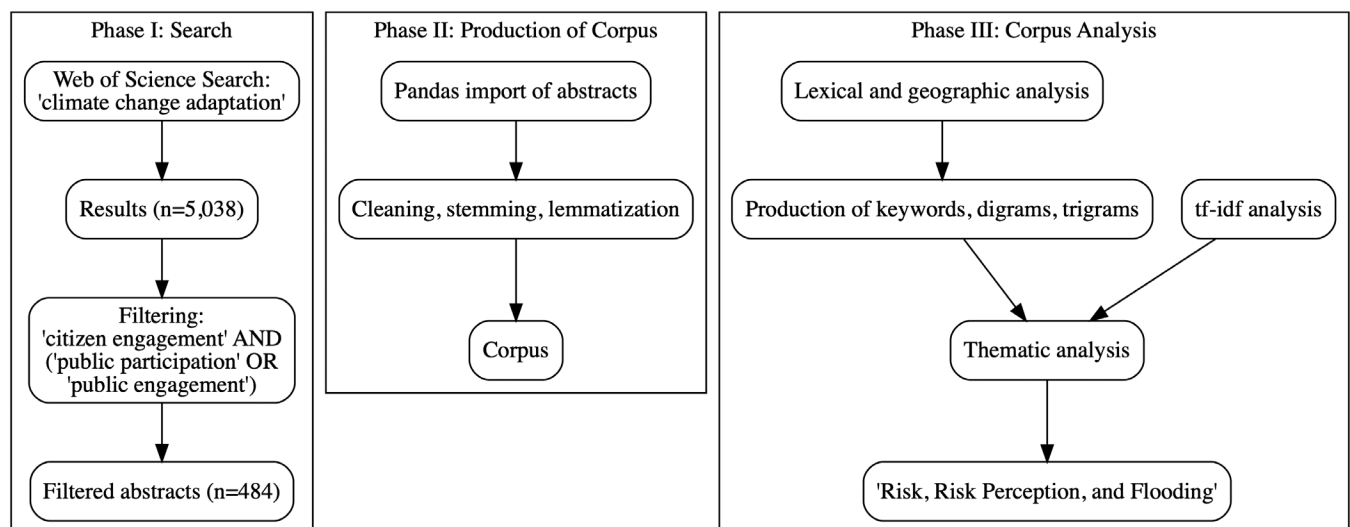 Phase I: Search
Web of Science Search:
'climate change adaptation'
Results (n=5,038)
Filtering:
'citizen engagement' AND
('public participation' OR
'public engagement')
Filtered abstracts (n=484)
Phase II: Production of Corpus
Pandas import of abstracts
Cleaning, stemming, lemmatization
Corpus
Phase III: Corpus Analysis
Lexical and geographic analysis
Production of keywords, digrams, trigrams
tf-idf analysis
Thematic analysis
'Risk, Risk Perception, and Flooding'